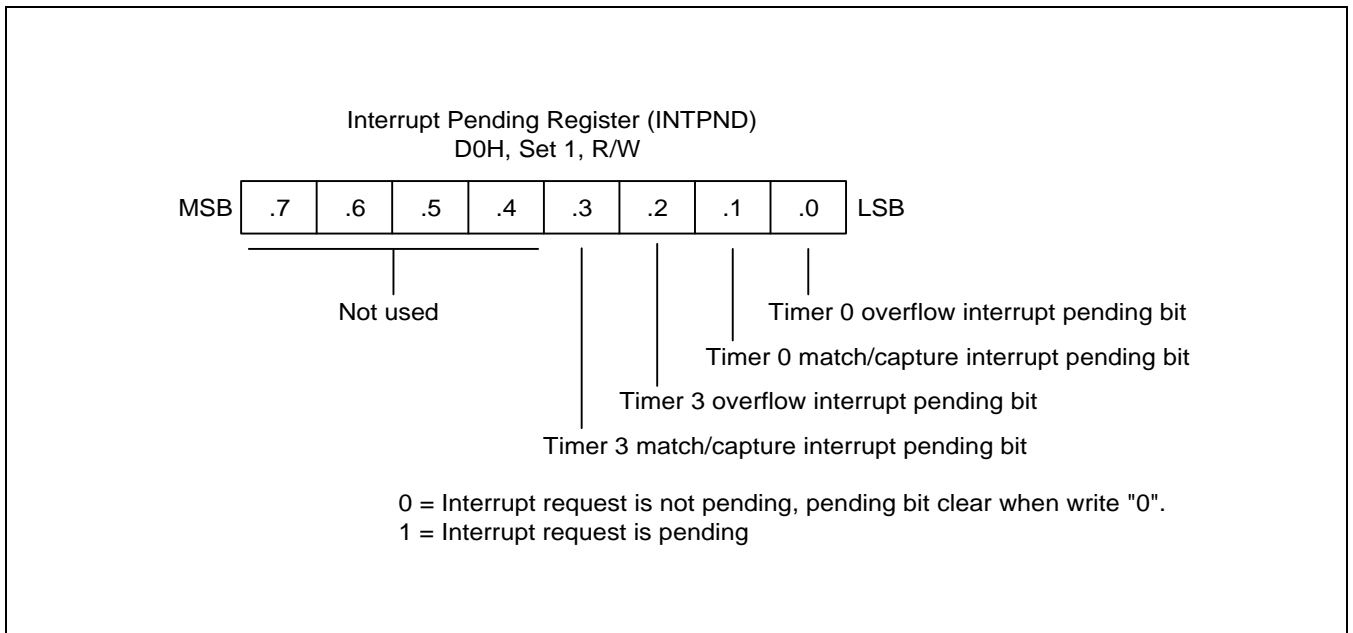 Interrupt Pending Register (INTPND)
D0H, Set 1, R/W
MSB .7 .6 .5 .4 .3 .2 .1 .0 LSB
Not used
Timer 0 overflow interrupt pending bit
Timer 0 match/capture interrupt pending bit
Timer 3 overflow interrupt pending bit
Timer 3 match/capture interrupt pending bit
0 = Interrupt request is not pending, pending bit clear when write "0".
1 = Interrupt request is pending